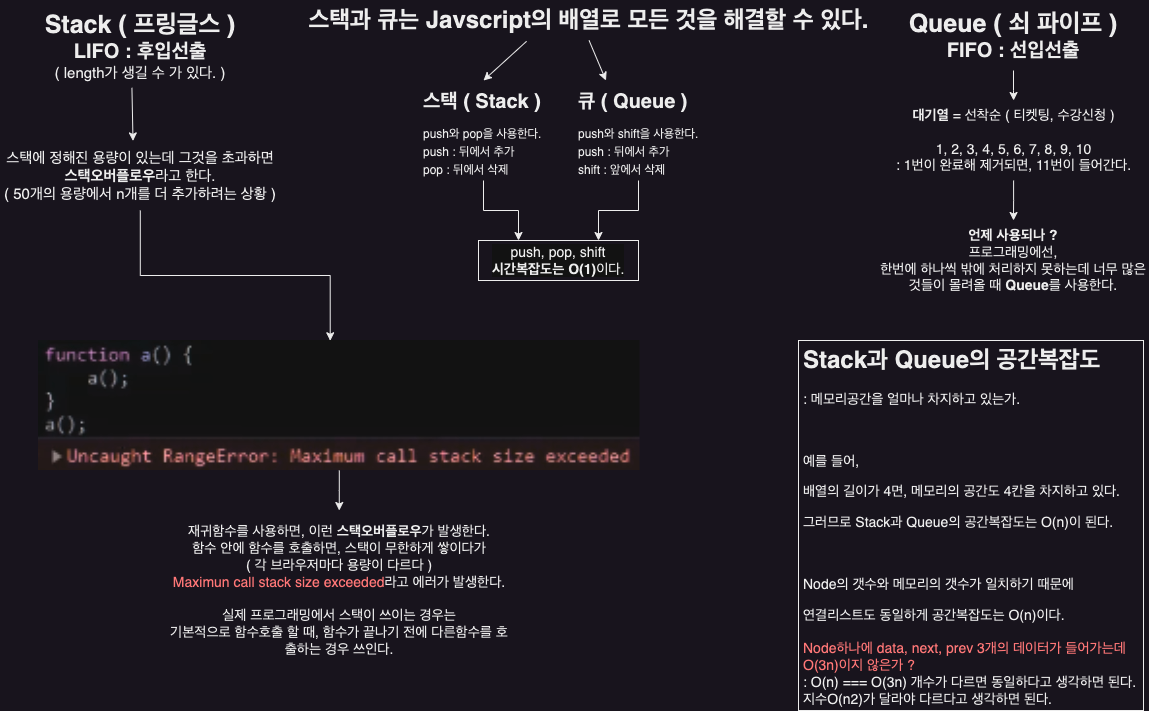 Stack ( 프링글스 )
LIFO : 후입선출
( length가 생길 수 가 있다. )
스택에 정해진 용량이 있는데 그것을 초과하면
스택오버플로우라고 한다.
( 50개의 용량에서 n개를 더 추가하려는 상황 )
스택과 큐는 Javscript의 배열로 모든 것을 해결할 수 있다.
스택 ( Stack )
push와 pop을 사용한다.
push : 뒤에서 추가
pop : 뒤에서 삭제
큐 ( Queue )
push와 shift을 사용한다.
push : 뒤에서 추가
shift : 앞에서 삭제
push, pop, shift
시간복잡도는 O(1)이다.
Queue ( 쇠 파이프 )
FIFO : 선입선출
대기열 = 선착순 ( 티켓팅, 수강신청 )
1, 2, 3, 4, 5, 6, 7, 8, 9, 10
: 1번이 완료해 제거되면, 11번이 들어간다.
언제 사용되나 ?
프로그래밍에선,
한번에 하나씩 밖에 처리하지 못하는데 너무 많은
것들이 몰려올 때 Queue를 사용한다.
function a() {
a();
}
a();
▶Uncaught RangeError: Maximum call stack size exceeded
재귀함수를 사용하면, 이런 스택오버플로우가 발생한다.
함수 안에 함수를 호출하면, 스택이 무한하게 쌓이다가
( 각 브라우저마다 용량이 다르다 )
Maximun call stack size exceeded라고 에러가 발생한다.
실제 프로그래밍에서 스택이 쓰이는 경우는
기본적으로 함수호출 할 때, 함수가 끝나기 전에 다른함수를 호
출하는 경우 쓰인다.
Stack과 Queue의 공간복잡도
: 메모리공간을 얼마나 차지하고 있는가.
예를 들어,
배열의 길이가 4면, 메모리의 공간도 4칸을 차지하고 있다.
그러므로 Stack과 Queue의 공간복잡도는 O(n)이 된다.
Node의 갯수와 메모리의 갯수가 일치하기 때문에
연결리스트도 동일하게 공간복잡도는 O(n)이다.
Node하나에 data, next, prev 3개의 데이터가 들어가는데
O(3n)이지 않은가 ?
: O(n) === O(3n) 개수가 다르면 동일하다고 생각하면 된다.
지수O(n2)가 달라야 다르다고 생각하면 된다.